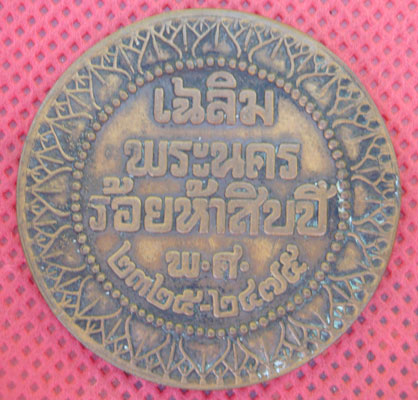 เฉลิม
พระนคร
ร้อยห้าสิบปี
พ.ศ.
๒๓๒๕-๒๔๗๕